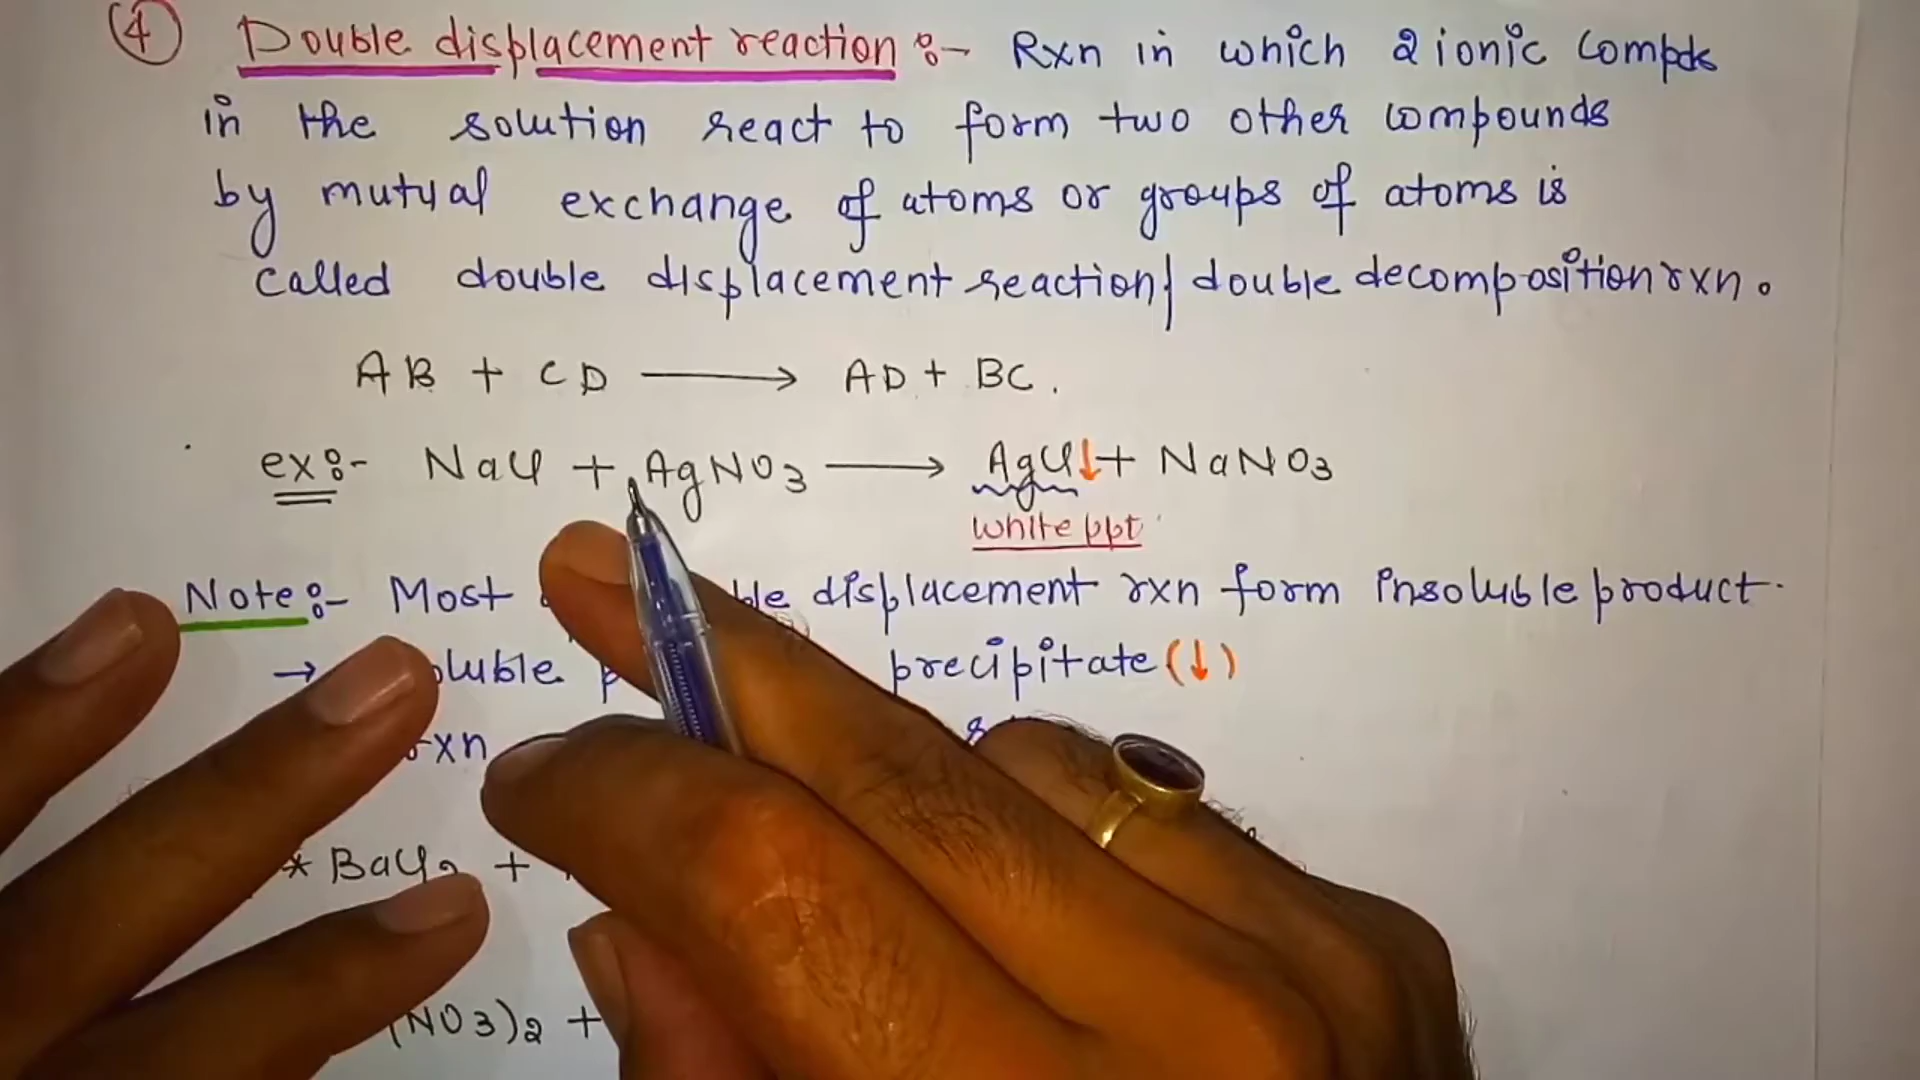 ④ Double displacement reaction :- Rxn in which 2 ionic compds
in the solution react to form two other compounds
by mutual exchange of atoms or groups of atoms is
called double displacement reaction/ double decomposition rxn.
AB + CD ⟶ AD + BC.
ex:- NaCl + AgNO3 ⟶ AgCl↓ + NaNO3
white ppt
Note:- Most displacement rxn form insoluble product.
→ precipitate (↓)
rxn
* BaCl2 +
(NO3)2 +